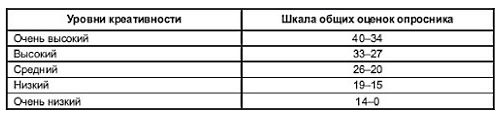 Уровни креативности Шкала общих оценок опросника
Очень высокий 40–34
Высокий 33–27
Средний 26–20
Низкий 19–15
Очень низкий 14–0